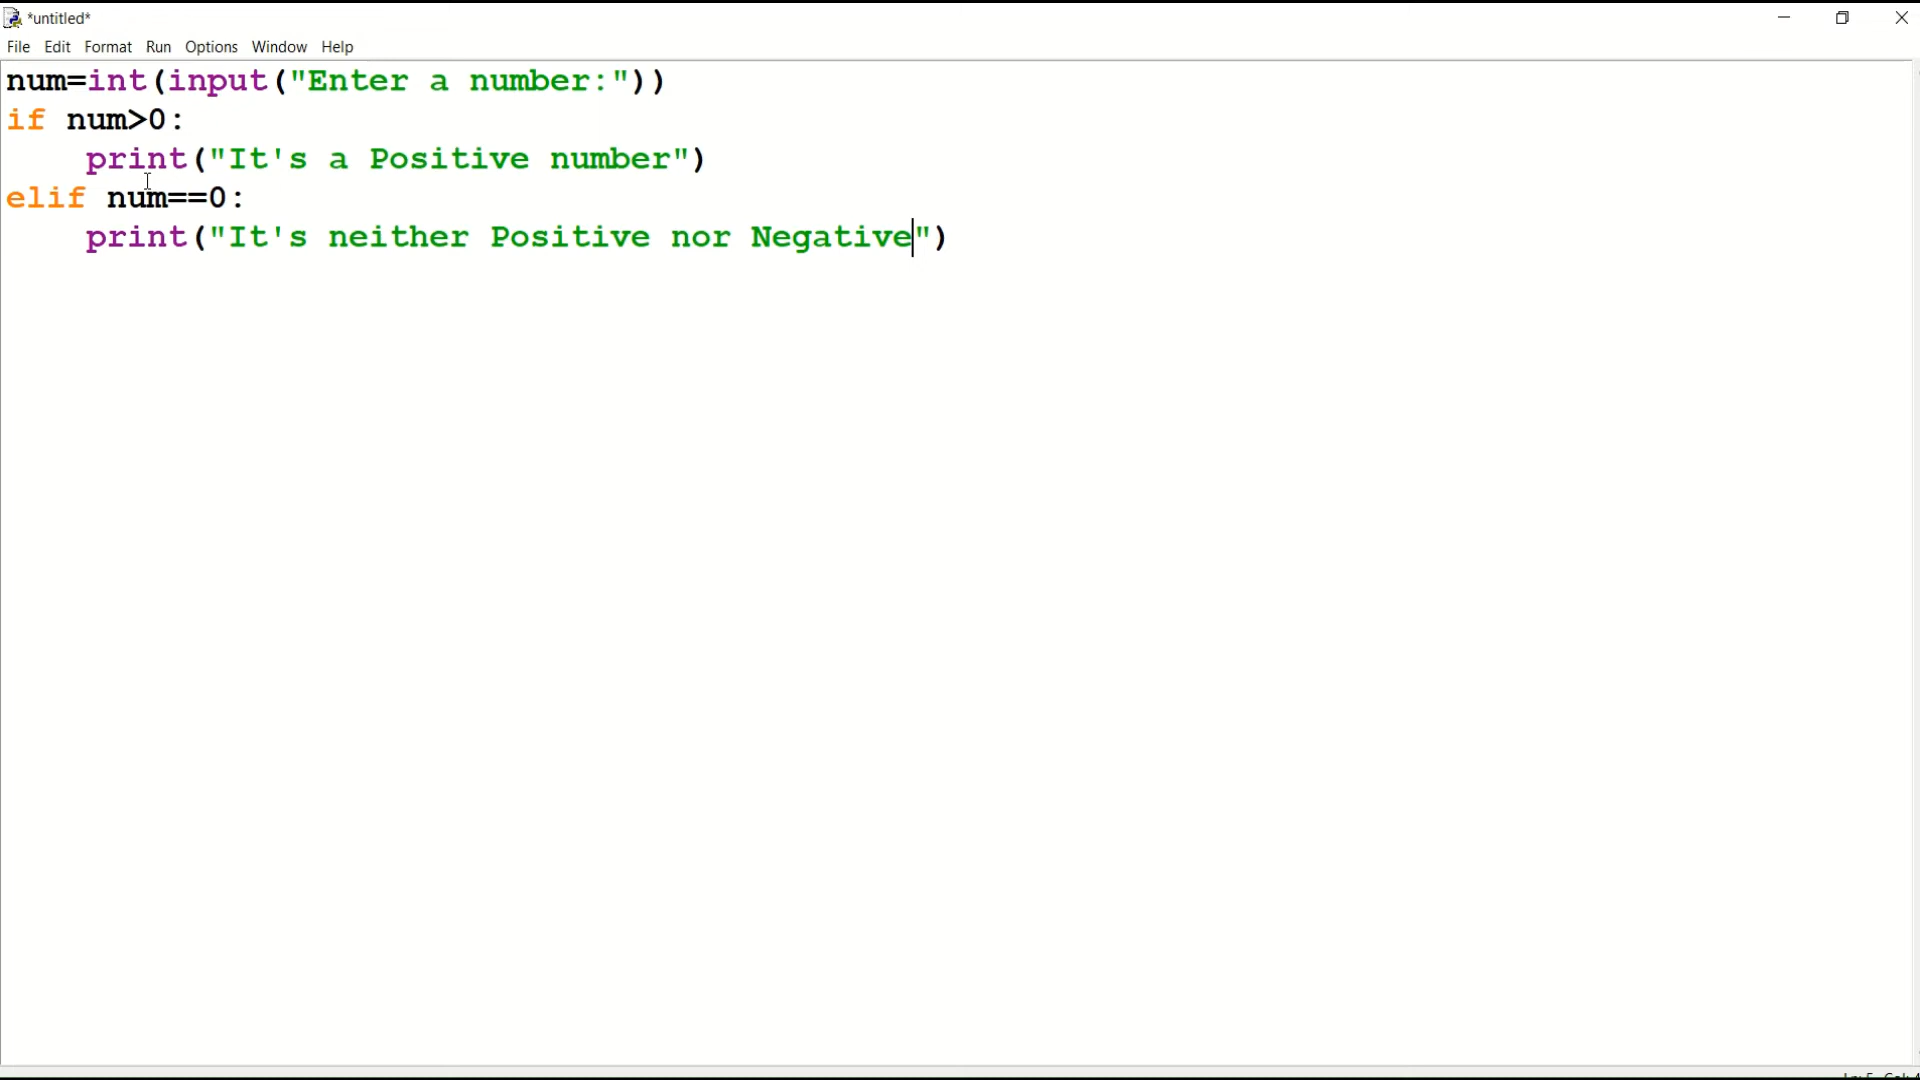 *untitled*
File Edit Format Run Options Window Help
num=int(input("Enter a number:"))
if num>0:
    print("It's a Positive number")
elif num==0:
    print("It's neither Positive nor Negative")